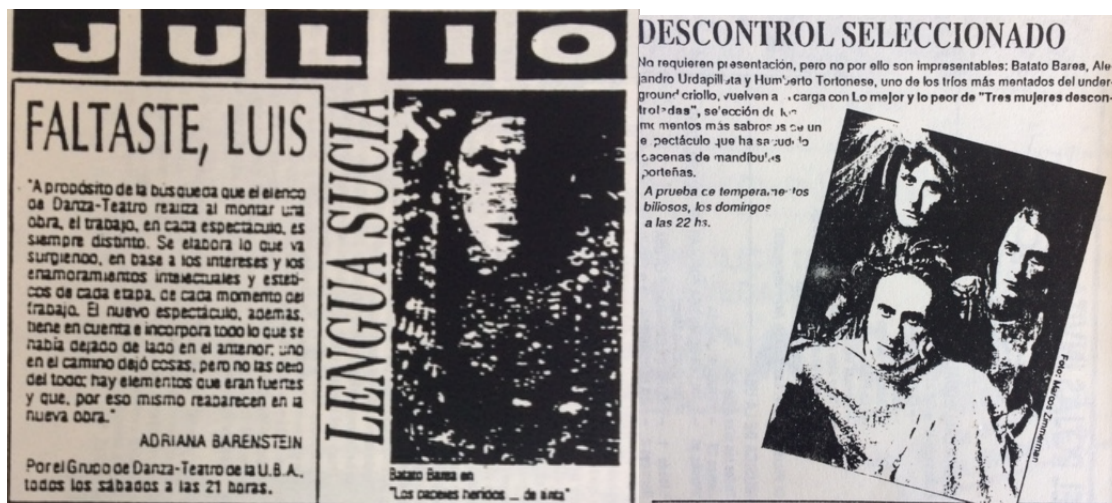 JULIO
FALTASTE, LUIS
"A propósito de la búsqueda que el elenco
de Danza-Teatro realiza al montar una
obra, el trabajo, en cada espectáculo, es
siempre distinto. Se elabora lo que va
surgiendo, en base a los intereses y los
enamoramientos intelectuales y estéti-
cos de cada etapa, de cada momento del
trabajo. El nuevo espectáculo, además,
tiene en cuenta e incorpora todo lo que se
había dejado de lado en el anterior: uno
en el camino dejó cosas, pero no las
del todo; hay elementos que eran fuertes
y que, por eso mismo reaparecen en la
nueva obra."
ADRIANA BARENSTEIN
Por el Grupo de Danza-Teatro de la U.B.A.,
todos los sábados a las 21 horas.
LENGUA SUCIA
Batato Barea en
"Los papeles heridos ... de tinta"
DESCONTROL SELECCIONADO
No requieren presentación, pero no por ello son impresentables: Batato Barea, Ale-
jandro Urdapilleta y Humberto Tortonese, uno de los tríos más mentados del under-
ground criollo, vuelven a carga con Lo mejor y lo peor de "Tres mujeres descon-
troladas", selección de los
momentos más sabrosos de un
espectáculo que ha sacudido
docenas de mandíbulas
porteñas.
A prueba de temperamentos
biliosos, los domingos
a las 22 hs.
Foto: Marcos Zimmerman